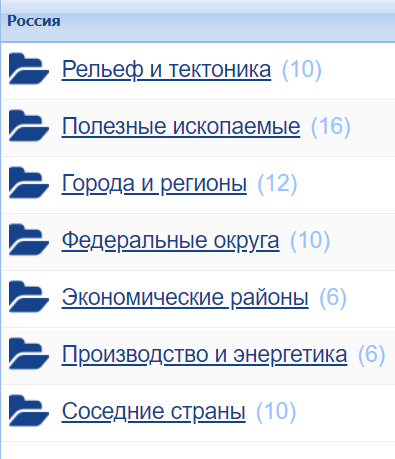 Россия
Рельеф и тектоника (10)
Полезные ископаемые (16)
Города и регионы (12)
Федеральные округа (10)
Экономические районы (6)
Производство и энергетика (6)
Соседние страны (10)